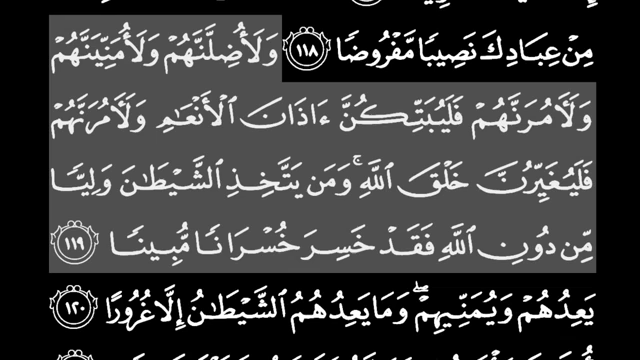 مِنْ عِبَادِكَ نَصِيبًا مَّفْرُوضًا ١١٨ وَلَأُضِلَّنَّهُمْ وَلَأُمَنِّيَنَّهُمْ
وَلَـَٔامُرَنَّهُمْ فَلَيُبَتِّكُنَّ ءَاذَانَ ٱلْأَنْعَٰمِ وَلَـَٔامُرَنَّهُمْ
فَلَيُغَيِّرُنَّ خَلْقَ ٱللَّهِ ۚ وَمَن يَتَّخِذِ ٱلشَّيْطَٰنَ وَلِيًّا
مِّن دُونِ ٱللَّهِ فَقَدْ خَسِرَ خُسْرَانًا مُّبِينًا ١١٩
يَعِدُهُمْ وَيُمَنِّيهِمْ ۖ وَمَا يَعِدُهُمُ ٱلشَّيْطَٰنُ إِلَّا غُرُورًا ١٢٠